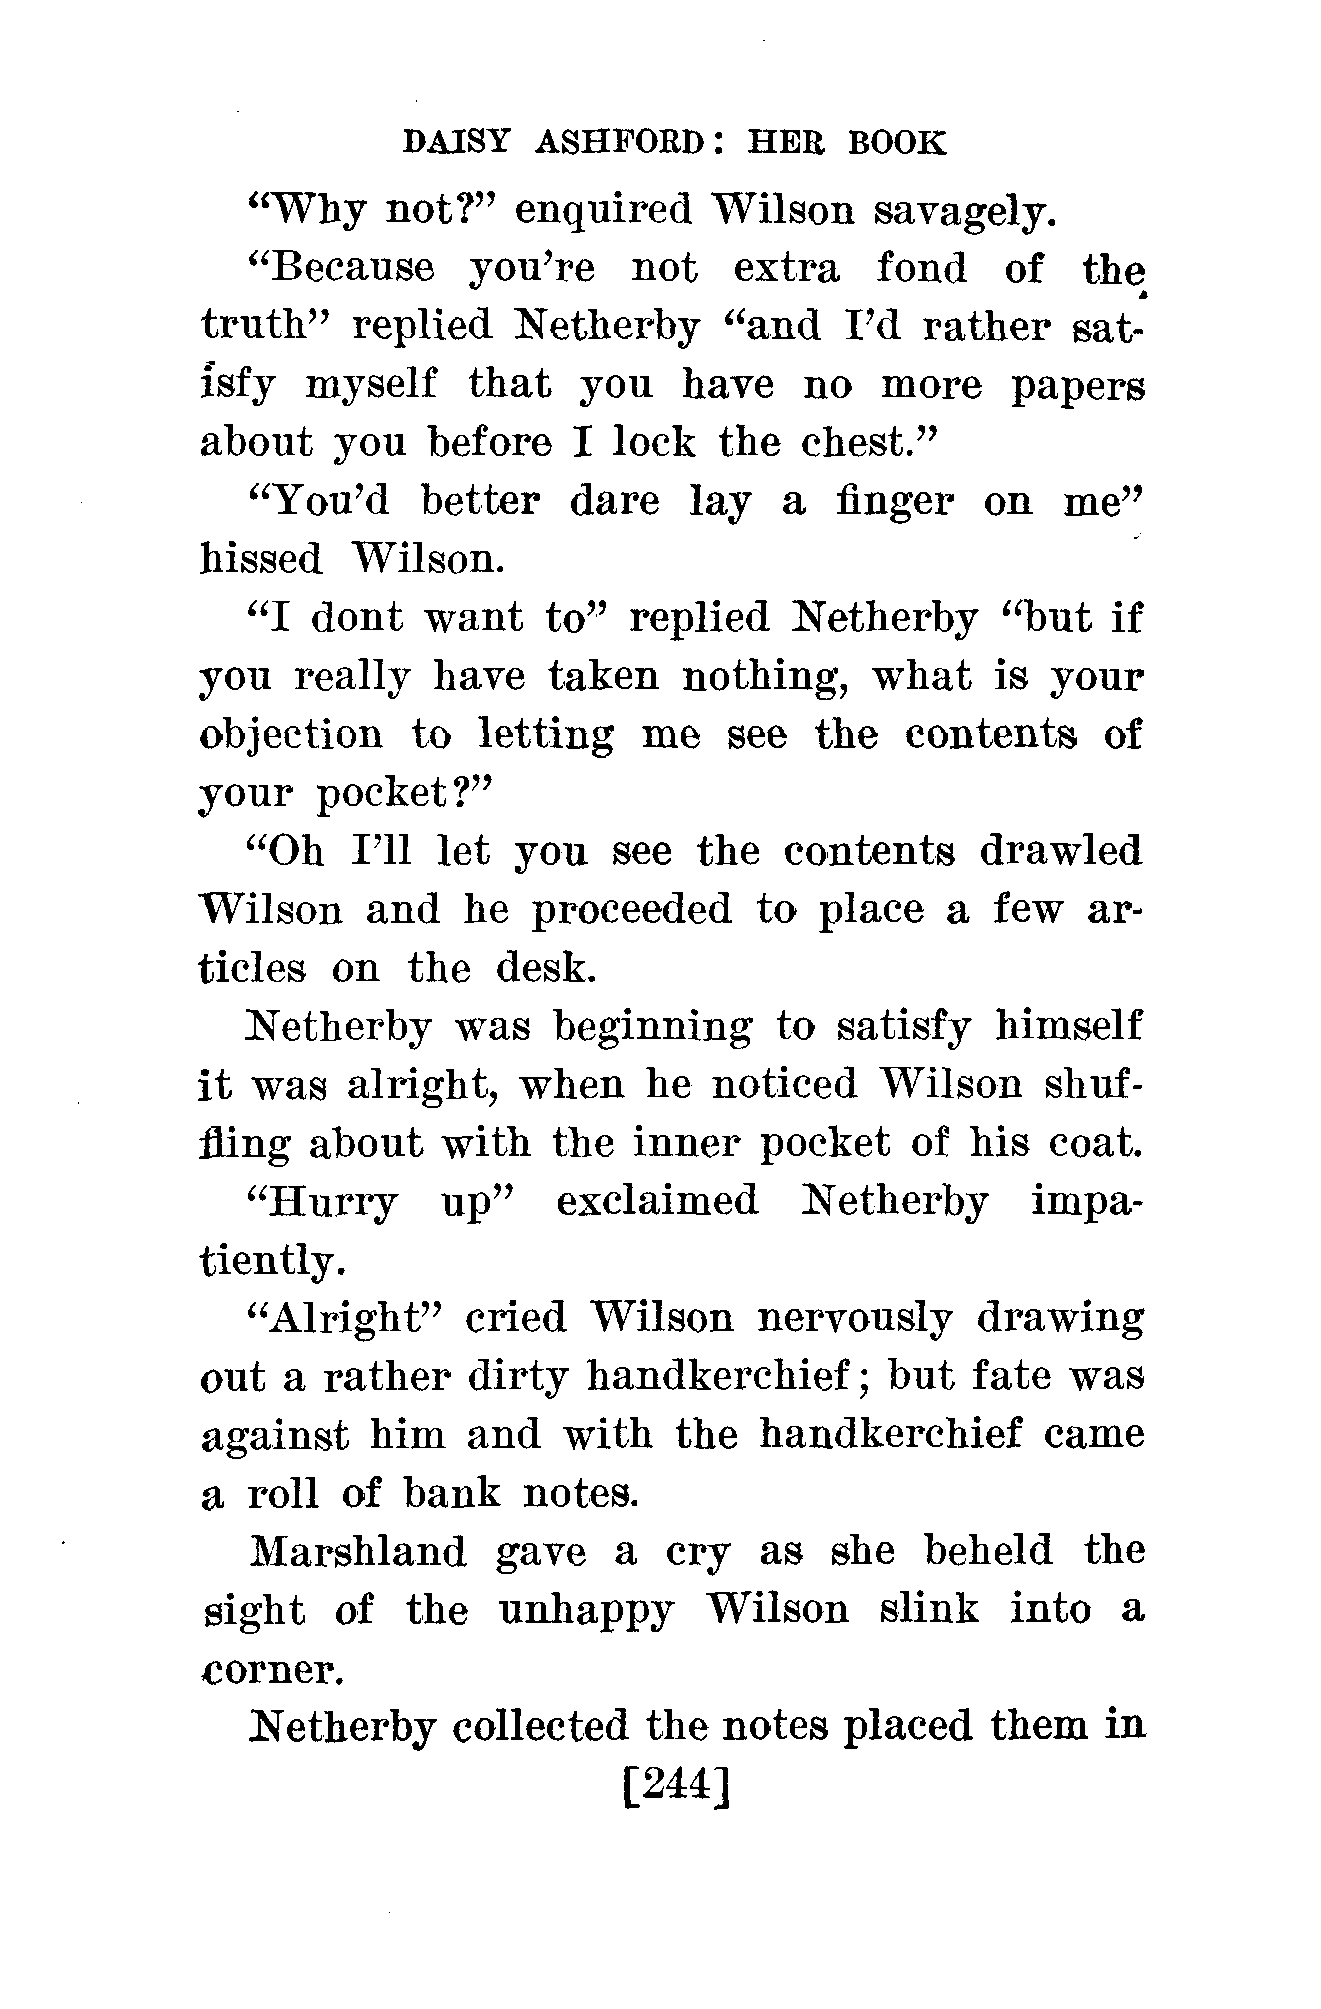 DAISY ASHFORD: HER BOOK
"Why not?" enquired Wilson savagely.
"Because you're not extra fond of the
truth" replied Netherby "and I'd rather sat-
isfy myself that you have no more papers
about you before I lock the chest."
"You'd better dare lay a finger on me"
hissed Wilson.
"I dont want to" replied Netherby "but if
you really have taken nothing, what is your
objection to letting me see the contents of
your pocket?"
"Oh I'll let you see the contents drawled
Wilson and he proceeded to place a few ar-
ticles on the desk.
Netherby was beginning to satisfy himself
it was alright, when he noticed Wilson shuf-
fling about with the inner pocket of his coat.
"Hurry up" exclaimed Netherby impa-
tiently.
"Alright" cried Wilson nervously drawing
out a rather dirty handkerchief; but fate was
against him and with the handkerchief came
a roll of bank notes.
Marshland gave a cry as she beheld the
sight of the unhappy Wilson slink into a
corner.
Netherby collected the notes placed them in
[244]